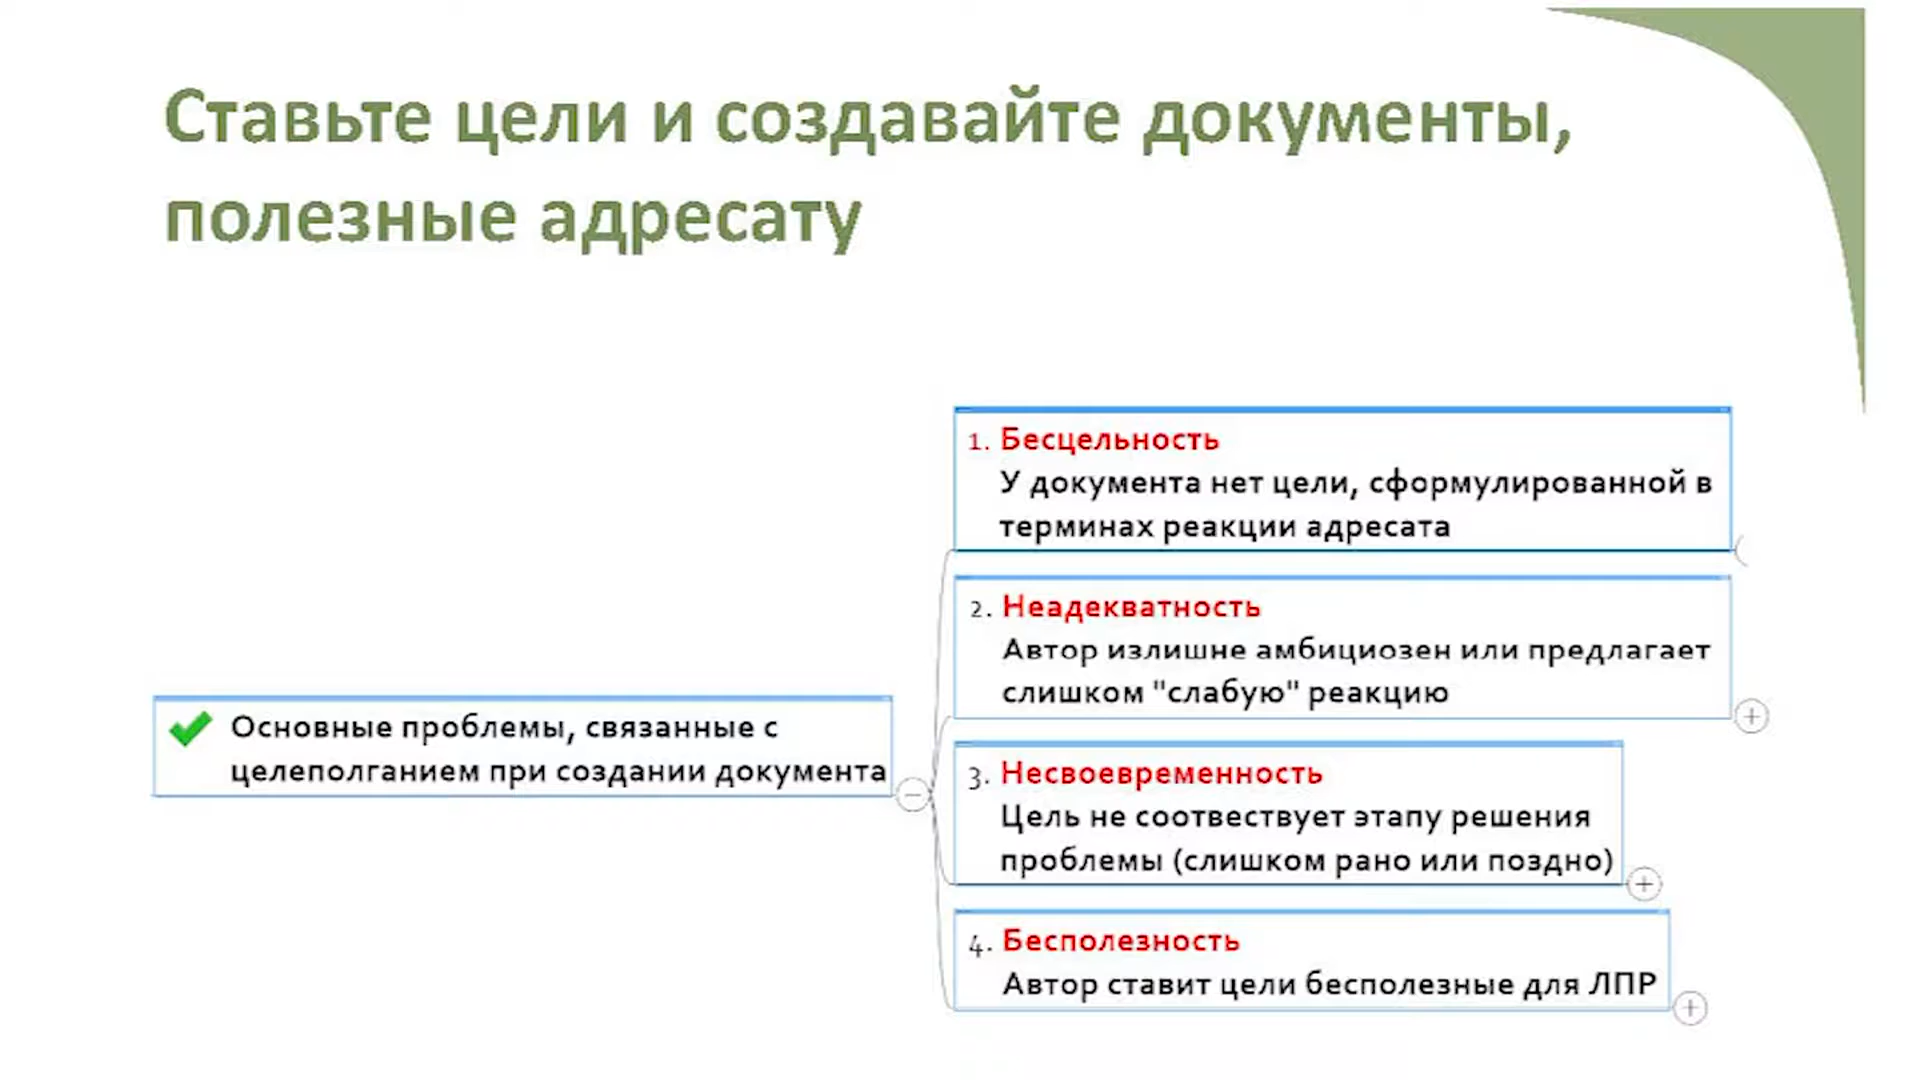 Ставьте цели и создавайте документы,
полезные адресату
Основные проблемы, связанные с
целеполганием при создании документа
1. Бесцельность
У документа нет цели, сформулированной в
терминах реакции адресата
2. Неадекватность
Автор излишне амбициозен или предлагает
слишком "слабую" реакцию
3. Несвоевременность
Цель не соотвествует этапу решения
проблемы (слишком рано или поздно)
4. Бесполезность
Автор ставит цели бесполезные для ЛПР